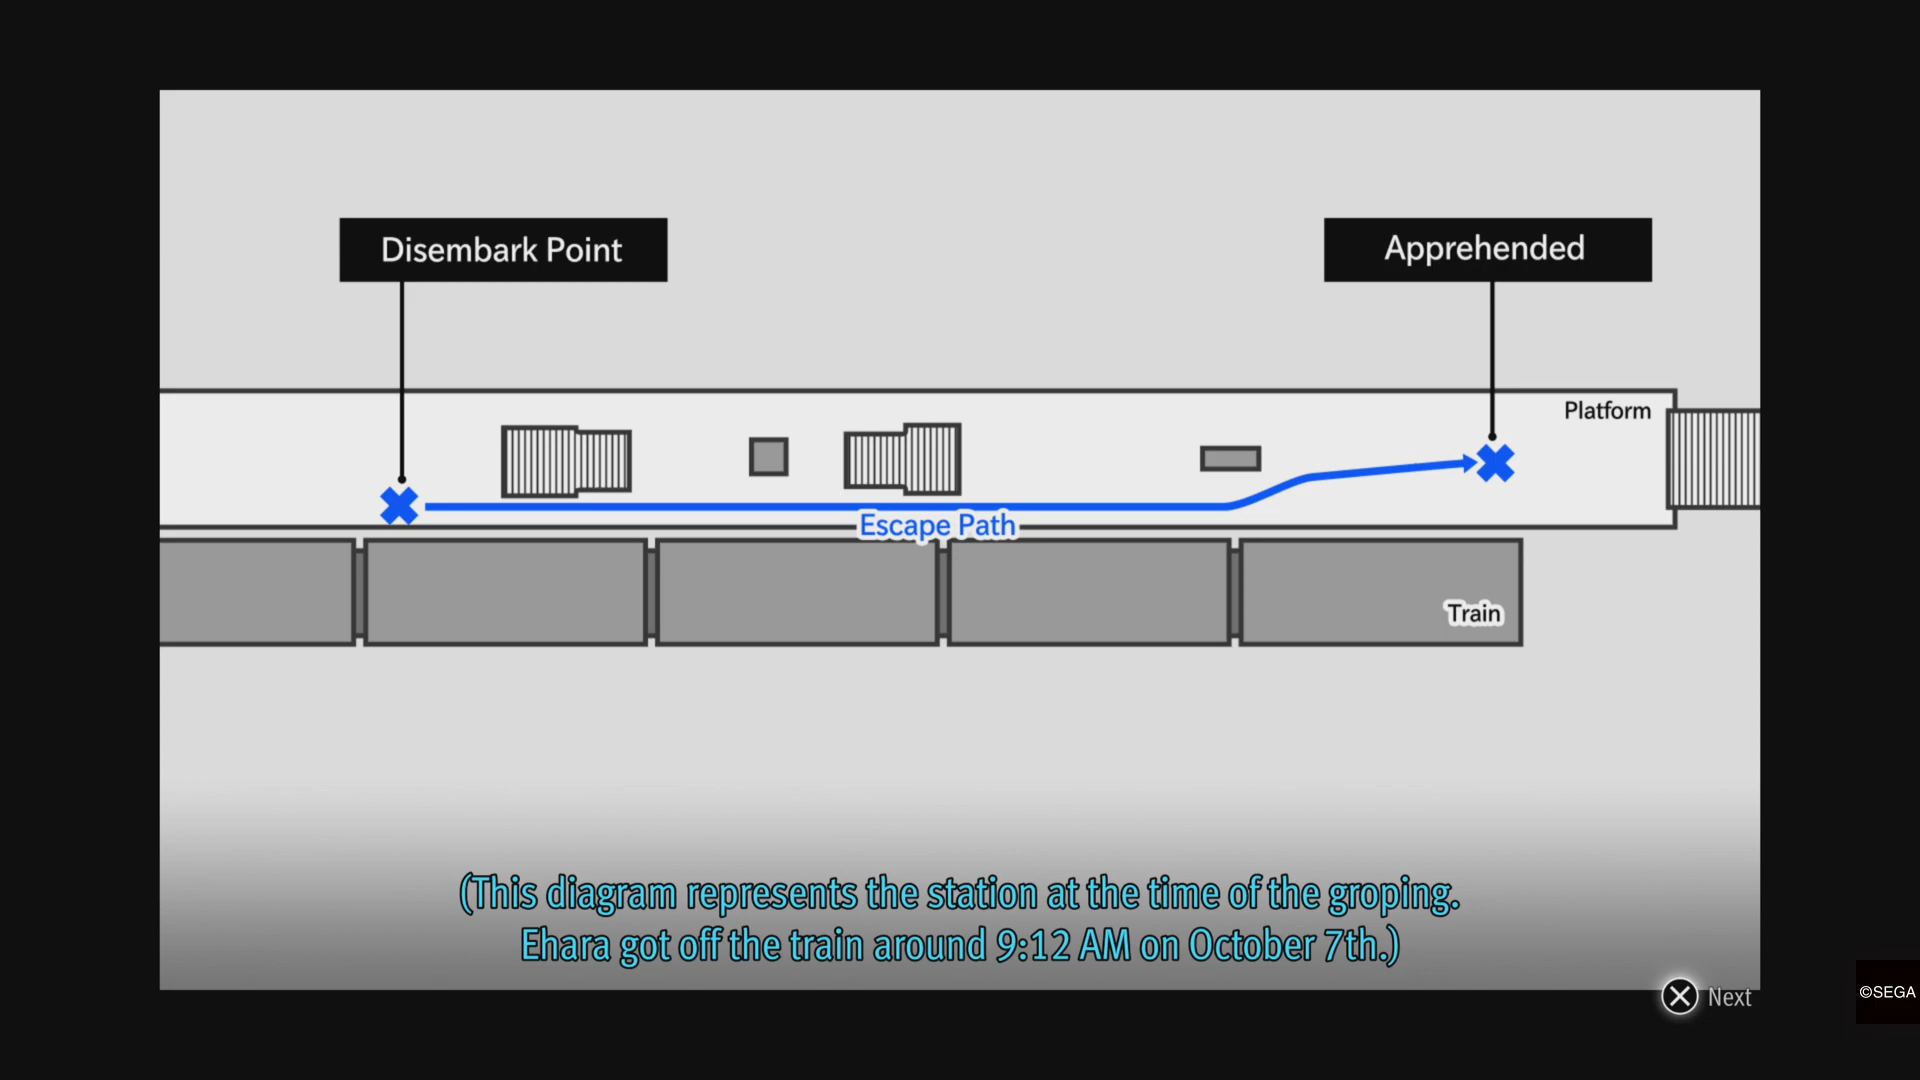 Disembark Point
Apprehended
Platform
Escape Path
Train
(This diagram represents the station at the time of the groping.
Ehara got off the train around 9:12 AM on October 7th.)
Next
©SEGA